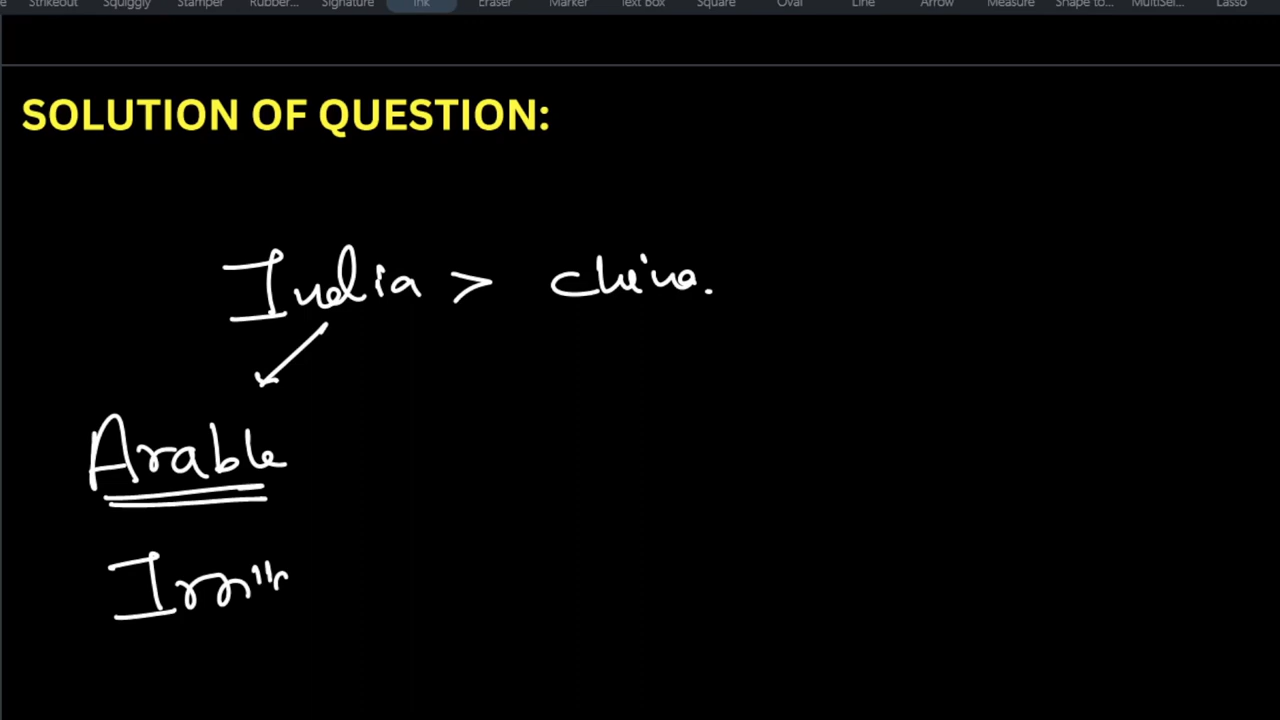 Strikeout Squiggly Stamper Rubber... Signature Ink Eraser Marker Text Box Square Oval Line Arrow Measure Shape to... MultiSel... Lasso
SOLUTION OF QUESTION:
India > china.
Arable